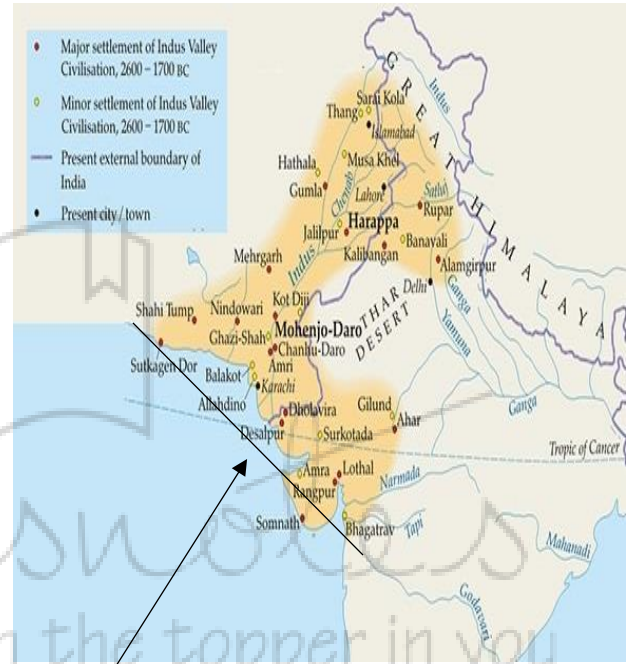 Major settlement of Indus Valley
Civilisation, 2600 – 1700 BC
Minor settlement of Indus Valley
Civilisation, 2600 – 1700 BC
Present external boundary of
India
Present city / town
GREAT HIMALAYA
Indus
Sarai Kola
Thang
Islamabad
Hathala
Musa Khel
Gumla
Chenab
Lahore
Satluj
Rupar
Jalilpur
Harappa
Banavali
Kalibangan
Alamgirpur
Mehrgarh
Indus
Delhi
Ganga
Yamuna
THAR
DESERT
Shahi Tump
Nindowari
Kot Diji
Mohenjo-Daro
Ghazi-Shah
Chanhu-Daro
Sutkagen Dor
Amri
Balakot
Karachi
Allahdino
Dholavira
Gilund
Ahar
Ganga
Desalpur
Surkotada
Tropic of Cancer
Amra
Lothal
Rangpur
Narmada
Somnath
Bhagatrav
Tapi
Mahanadi
Godavari
the topper in you